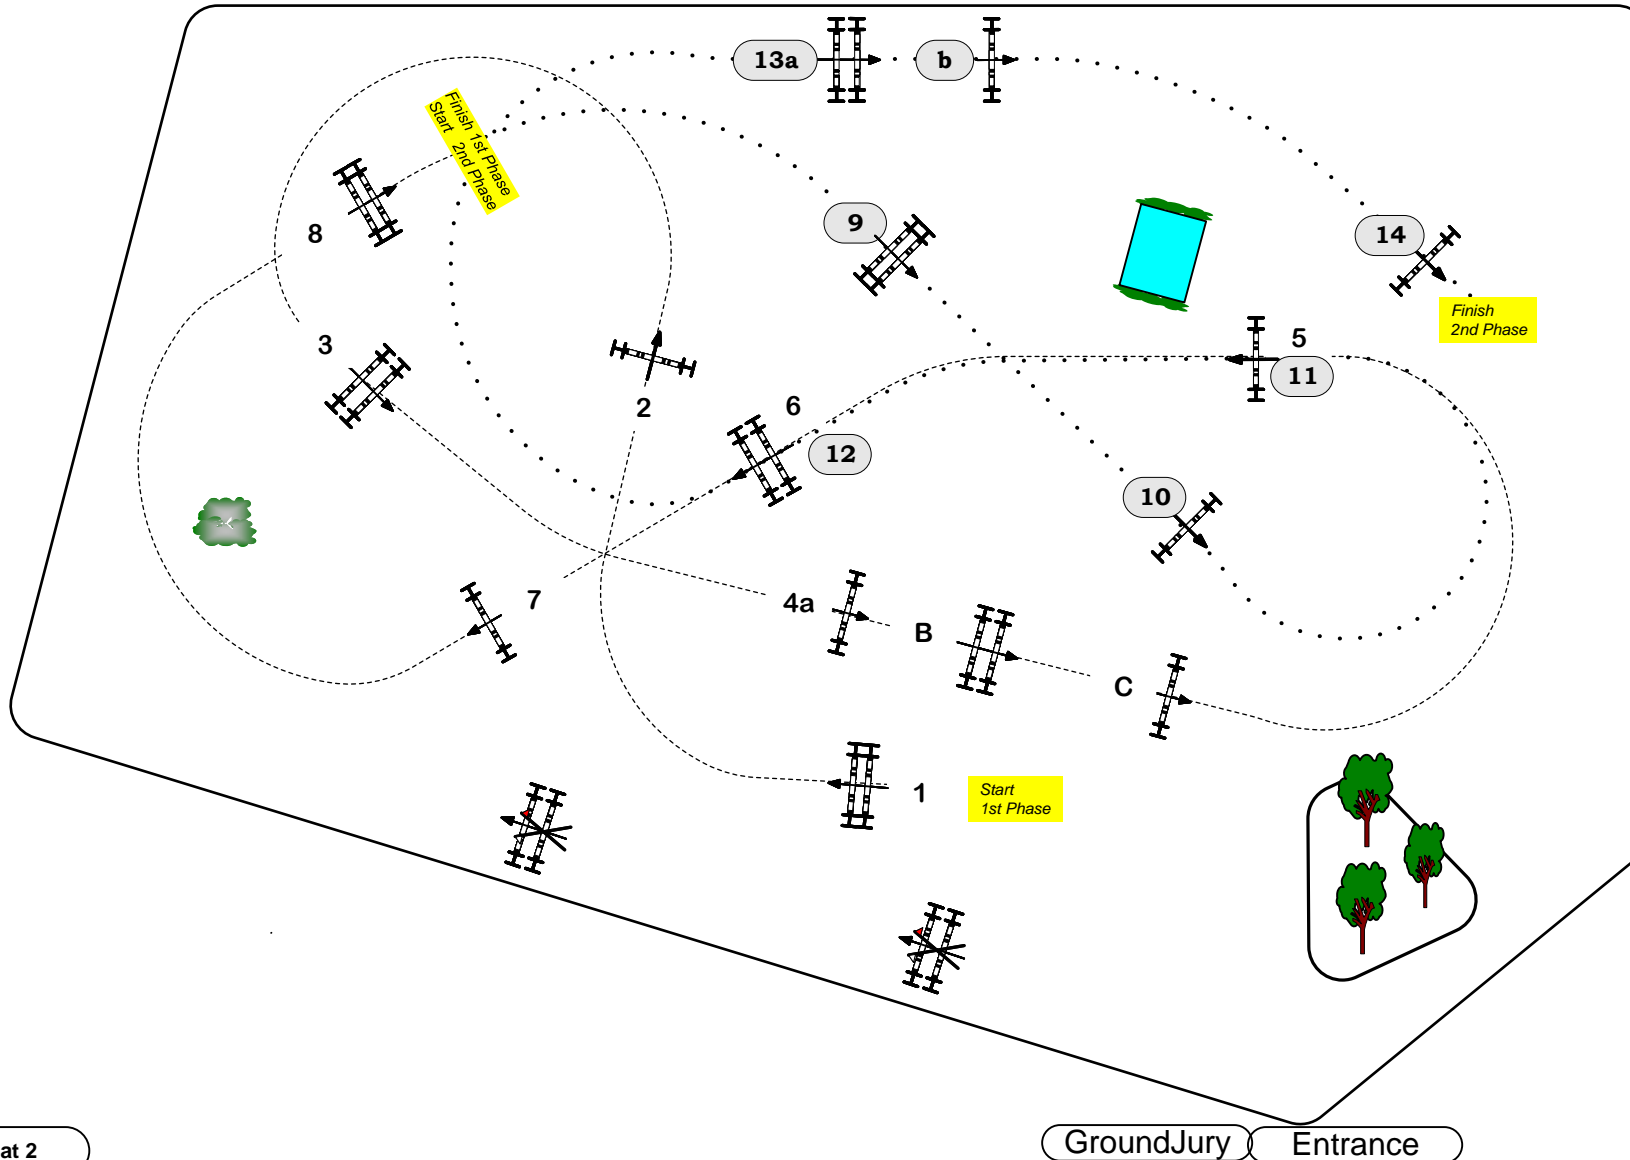 13a
b
Finish 1st Phase
Start 2nd Phase
8
9
14
Finish
2nd Phase
3
5
11
2
6
12
10
7
4a
B
C
1
Start
1st Phase
at 2
GroundJury
Entrance